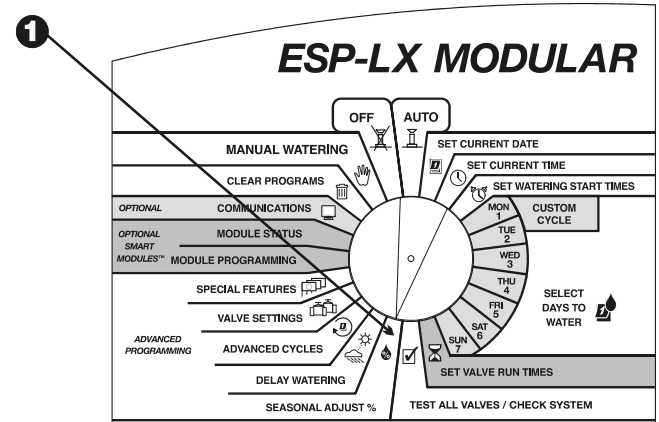 1
ESP-LX MODULAR
OFF
AUTO
MANUAL WATERING
CLEAR PROGRAMS
OPTIONAL
COMMUNICATIONS
OPTIONAL
SMART
MODULES™
MODULE STATUS
MODULE PROGRAMMING
SPECIAL FEATURES
VALVE SETTINGS
ADVANCED
PROGRAMMING
ADVANCED CYCLES
DELAY WATERING
SEASONAL ADJUST %
SET CURRENT DATE
SET CURRENT TIME
SET WATERING START TIMES
MON
1
CUSTOM
CYCLE
TUE
2
WED
3
THU
4
FRI
5
SAT
6
SUN
7
SELECT
DAYS TO
WATER
1
SET VALVE RUN TIMES
TEST ALL VALVES / CHECK SYSTEM
1
1
%